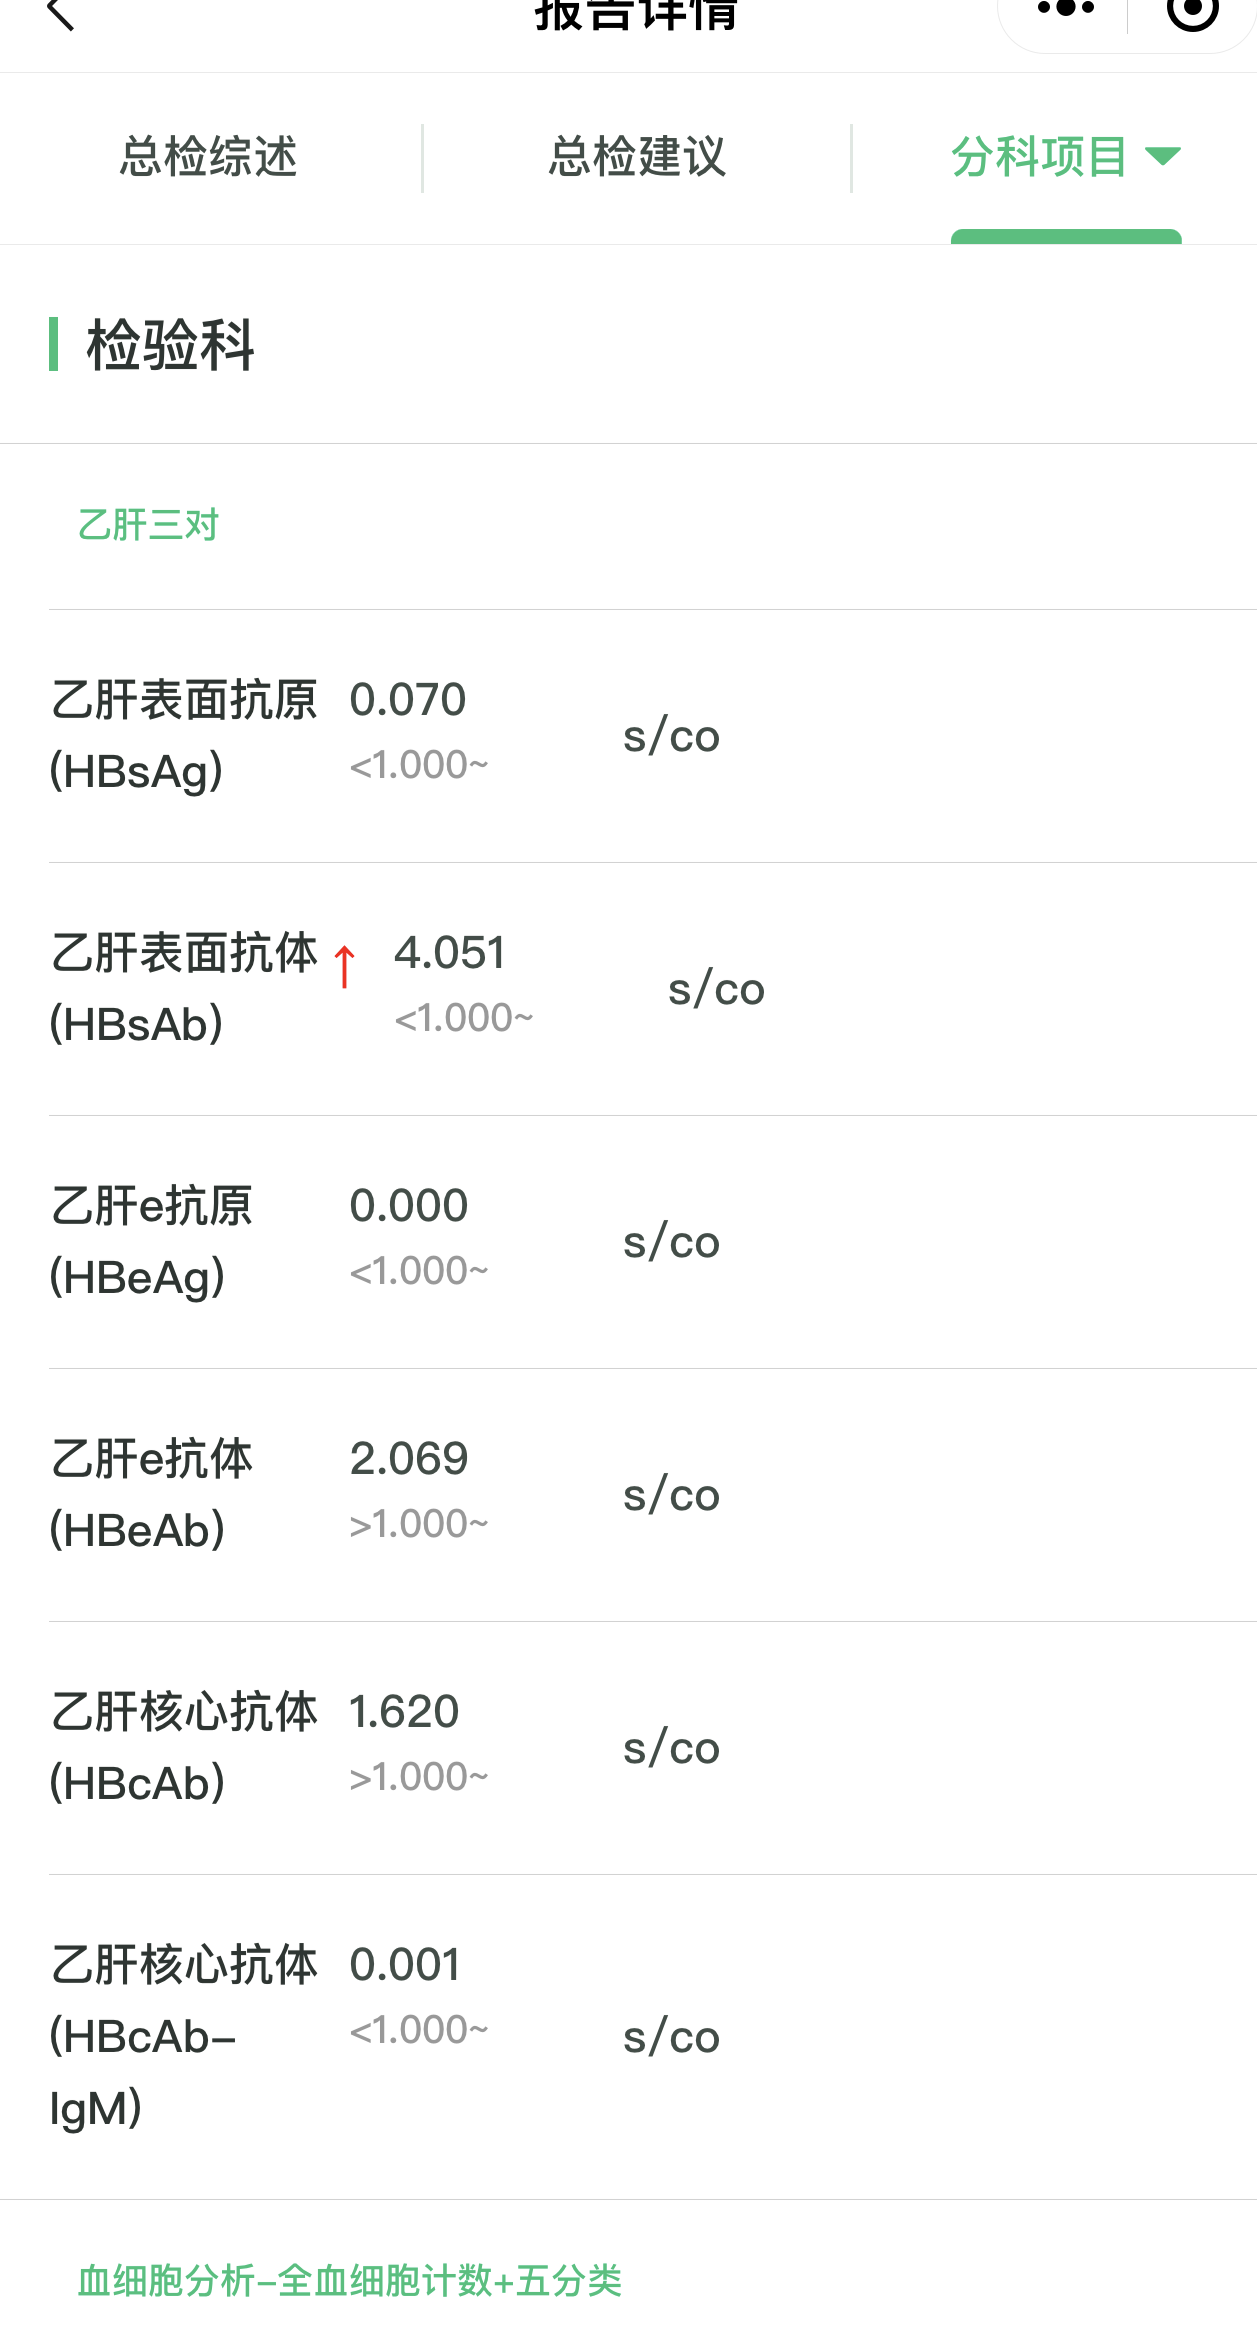 报告详情
总检综述
总检建议
分科项目
检验科
乙肝三对
乙肝表面抗原
(HBsAg)
0.070
<1.000~
s/co
乙肝表面抗体
(HBsAb)
↑
4.051
<1.000~
s/co
乙肝e抗原
(HBeAg)
0.000
<1.000~
s/co
乙肝e抗体
(HBeAb)
2.069
>1.000~
s/co
乙肝核心抗体
(HBcAb)
1.620
>1.000~
s/co
乙肝核心抗体
(HBcAb-
IgM)
0.001
<1.000~
s/co
血细胞分析-全血细胞计数+五分类